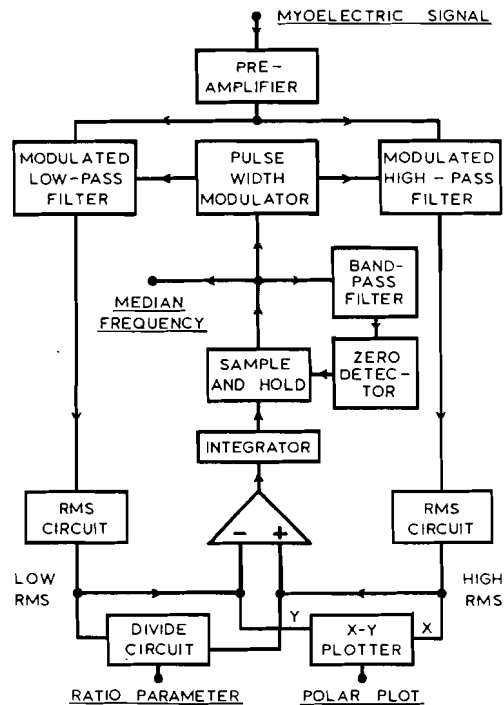 MYOELECTRIC SIGNAL
PRE-
AMPLIFIER
MODULATED
LOW-PASS
FILTER
PULSE
WIDTH
MODULATOR
MODULATED
HIGH-PASS
FILTER
MEDIAN
FREQUENCY
BAND-
PASS
FILTER
SAMPLE
AND HOLD
ZERO
DETEC-
TOR
INTEGRATOR
RMS
CIRCUIT
- +
RMS
CIRCUIT
LOW
RMS
HIGH
RMS
DIVIDE
CIRCUIT
Y
X-Y
PLOTTER
X
RATIO PARAMETER
POLAR PLOT